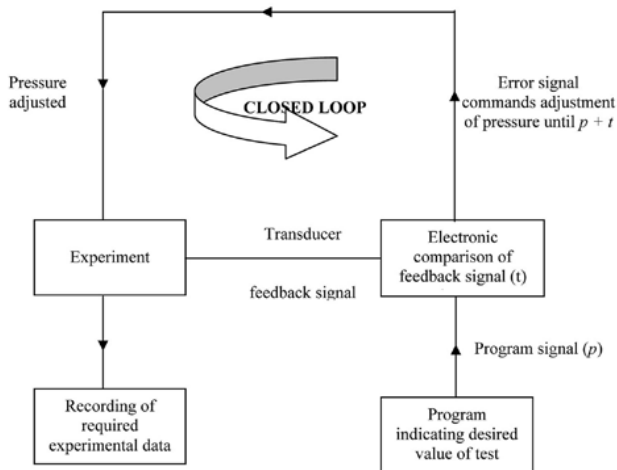 Pressure
adjusted
CLOSED LOOP
Error signal
commands adjustment
of pressure until p + t
Experiment
Transducer
feedback signal
Electronic
comparison of
feedback signal (t)
Program signal (p)
Recording of
required
experimental data
Program
indicating desired
value of test